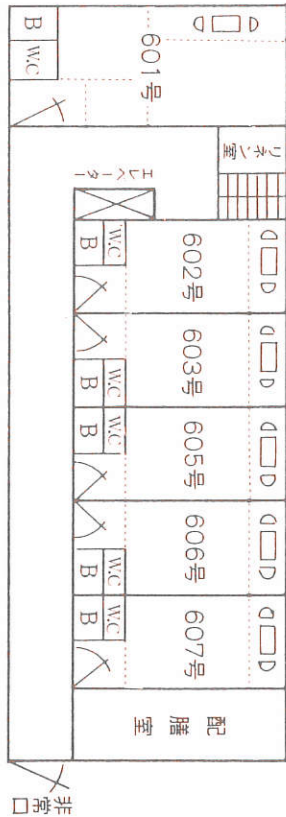 601号
B
W.C
リネン室
エレベーター
602号
W.C
B
603号
W.C
B
605号
W.C
B
606号
W.C
B
607号
W.C
B
配膳室
非常口